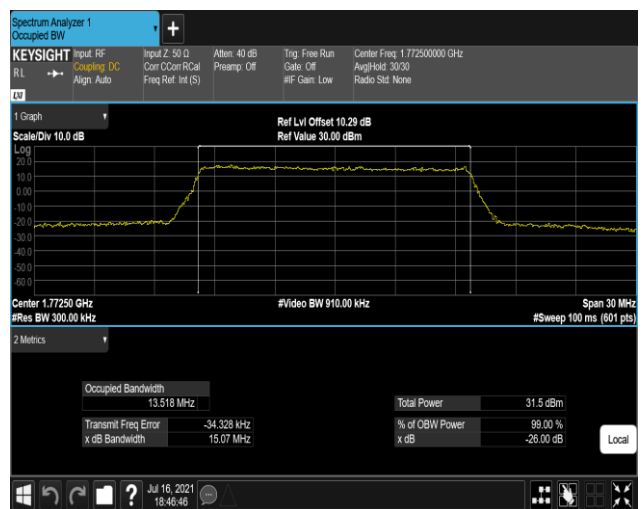 Spectrum Analyzer 1
Occupied BW
+
KEYSIGHT Input: RF Input Z: 50 Ω Atten: 40 dB Trig: Free Run Center Freq: 1.772500000 GHz
RL Coupling: DC Corr CCorr RCal Preamp: Off Gate: Off Avg|Hold: 30/30
Align: Auto Freq Ref: Int (S) #IF Gain: Low Radio Std: None
LXI
1 Graph
Ref Lvl Offset 10.29 dB
Scale/Div 10.0 dB Ref Value 30.00 dBm
Log
20.0
10.0
0.00
-10.0
-20.0
-30.0
-40.0
-50.0
-60.0
Center 1.77250 GHz #Video BW 910.00 kHz Span 30 MHz
#Res BW 300.00 kHz #Sweep 100 ms (601 pts)
2 Metrics
Occupied Bandwidth
13.518 MHz Total Power 31.5 dBm
Transmit Freq Error -34.328 kHz % of OBW Power 99.00 %
x dB Bandwidth 15.07 MHz x dB -26.00 dB
Local
? Jul 16, 2021
18:46:46